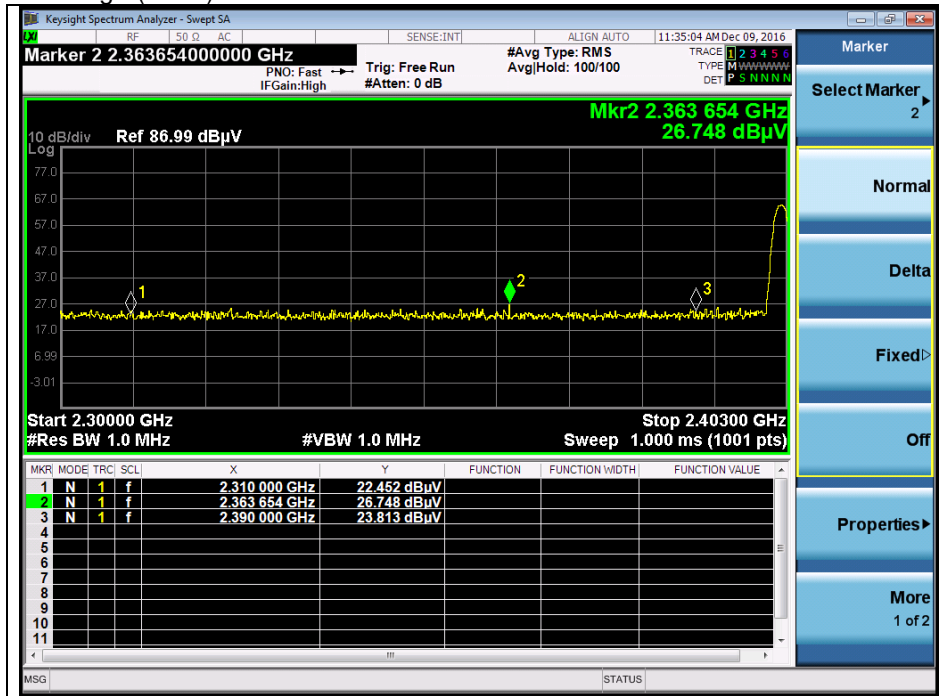 Keysight Spectrum Analyzer - Swept SA
LXI RF 50 Ω AC SENSE:INT ALIGN AUTO 11:35:04 AM Dec 09, 2016
Marker 2 2.363654000000 GHz
PNO: Fast
IFGain:High
Trig: Free Run
#Atten: 0 dB
#Avg Type: RMS
Avg|Hold: 100/100
TRACE 1 2 3 4 5 6
TYPE M WWWWW
DET P S N N N N
Mkr2 2.363 654 GHz
26.748 dBµV
10 dB/div Ref 86.99 dBµV
Log
77.0
67.0
57.0
47.0
37.0
27.0
17.0
6.99
-3.01
1
2
3
Start 2.30000 GHz Stop 2.40300 GHz
#Res BW 1.0 MHz #VBW 1.0 MHz Sweep 1.000 ms (1001 pts)
MKR MODE TRC SCL X Y FUNCTION FUNCTION WIDTH FUNCTION VALUE
1 N 1 f 2.310 000 GHz 22.452 dBµV
2 N 1 f 2.363 654 GHz 26.748 dBµV
3 N 1 f 2.390 000 GHz 23.813 dBµV
4
5
6
7
8
9
10
11
MSG STATUS
Marker
Select Marker
2
Normal
Delta
Fixed
Off
Properties
More
1 of 2